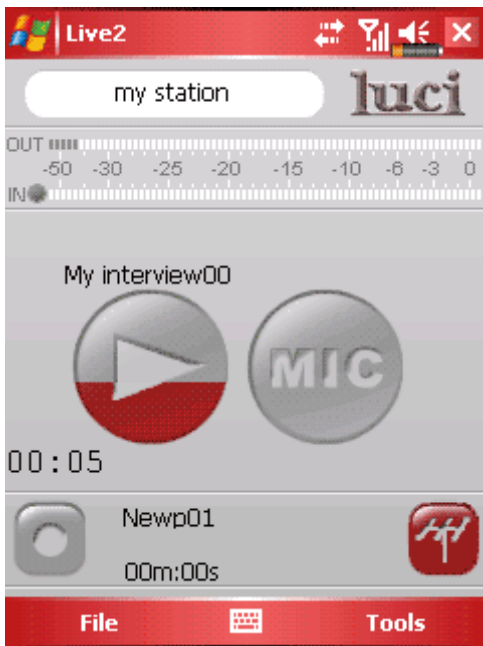 Live2
my station
luci
OUT
-50 -30 -25 -20 -15 -10 -6 -3 0
IN
My interview00
MIC
00:05
Newp01
00m:00s
File Tools